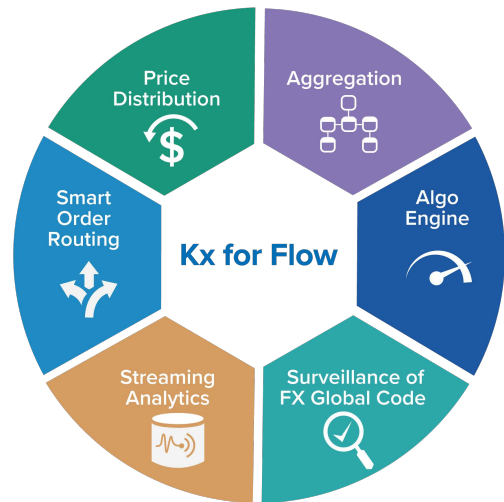 Price
Distribution
$
Aggregation
Smart
Order
Routing
Kx for Flow
Algo
Engine
Streaming
Analytics
Surveillance of
FX Global Code